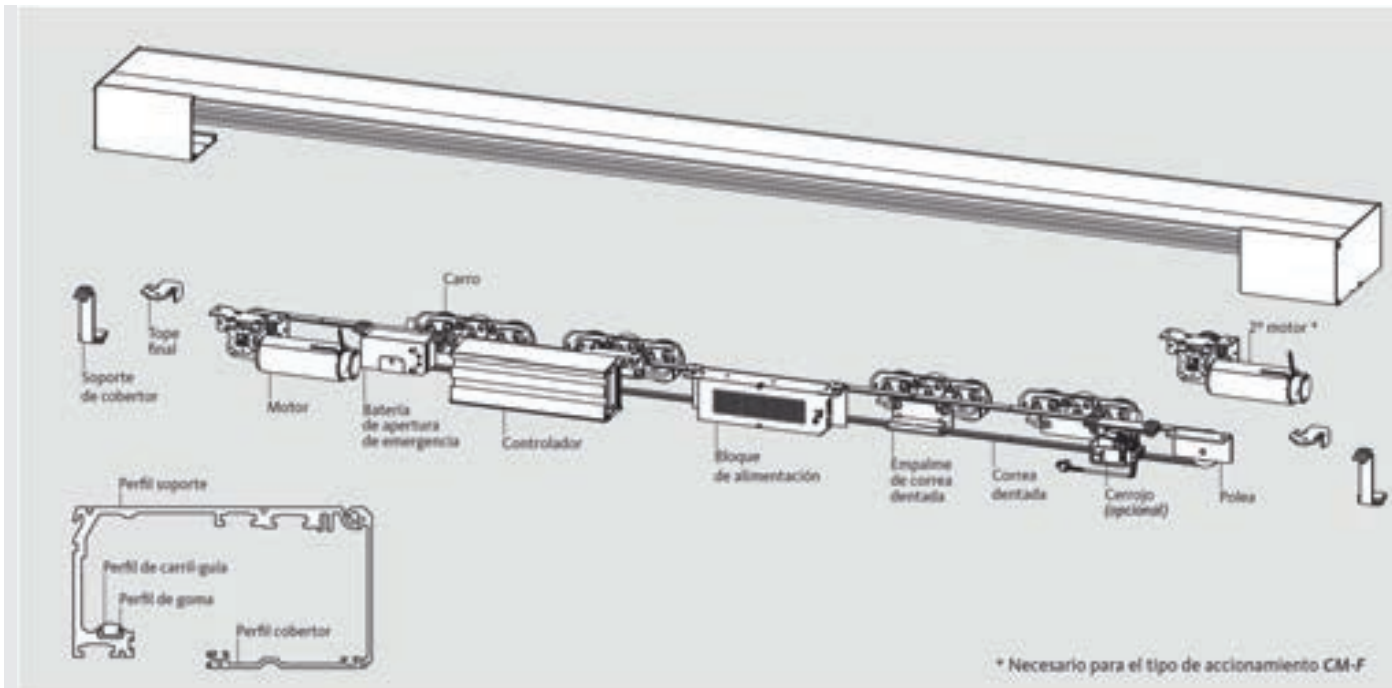 Carro
2º motor *
Tope
final
Soporte
de cobertor
Motor
Batería
de apertura
de emergencia
Controlador
Bloque
de alimentación
Empalme
de correa
dentada
Correa
dentada
Cerrojo
(opcional)
Polea
Perfil soporte
Perfil de carril-guía
Perfil de goma
Perfil cobertor
* Necesario para el tipo de accionamiento CM-F